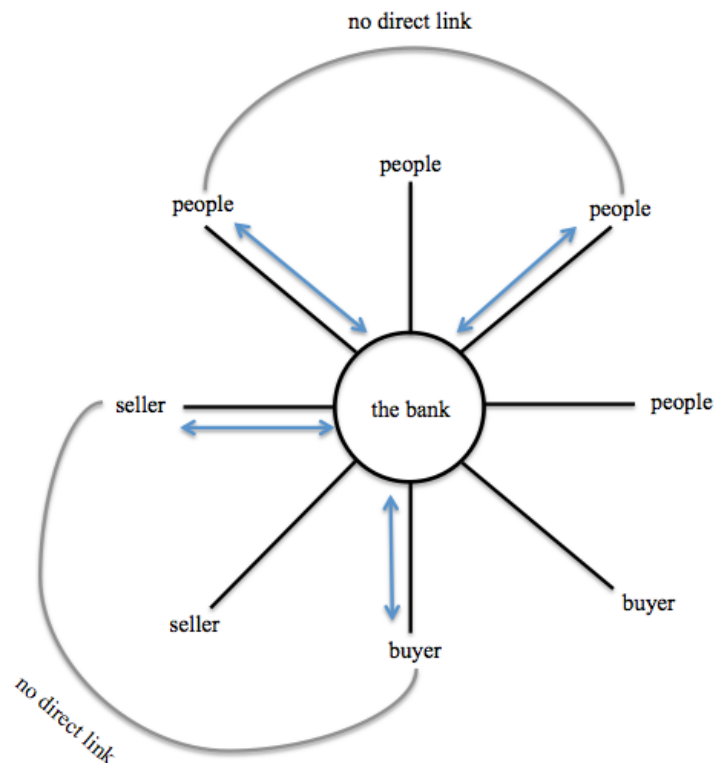 no direct link
people
people
people
seller
the bank
people
seller
buyer
buyer
no direct link